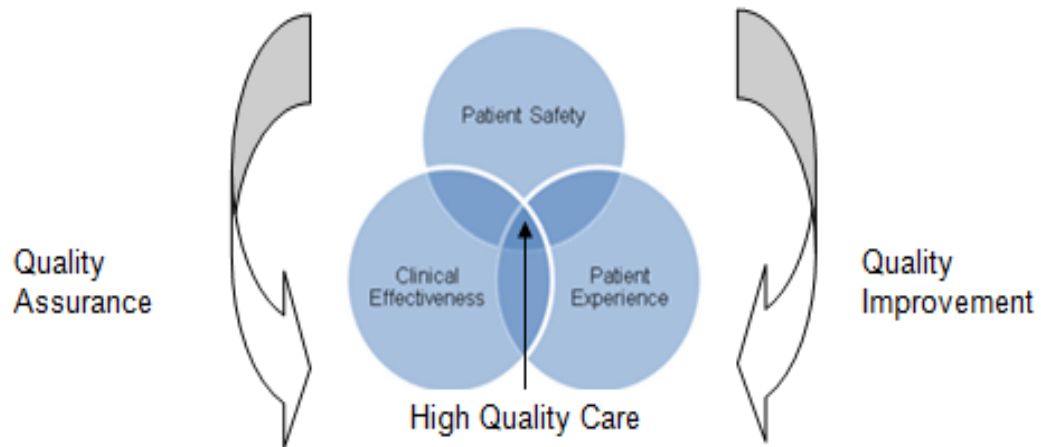 Patient Safety
Quality
Assurance
Clinical
Effectiveness
Patient
Experience
Quality
Improvement
High Quality Care